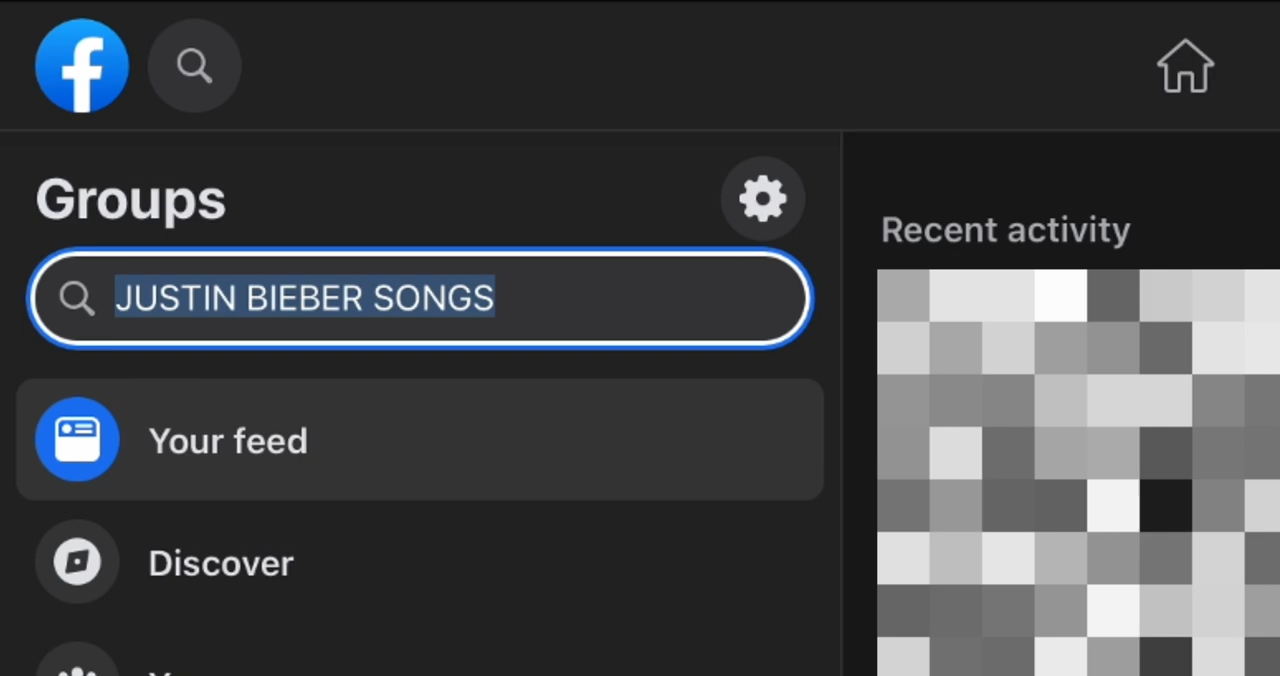 Groups
JUSTIN BIEBER SONGS
Your feed
Discover
Recent activity